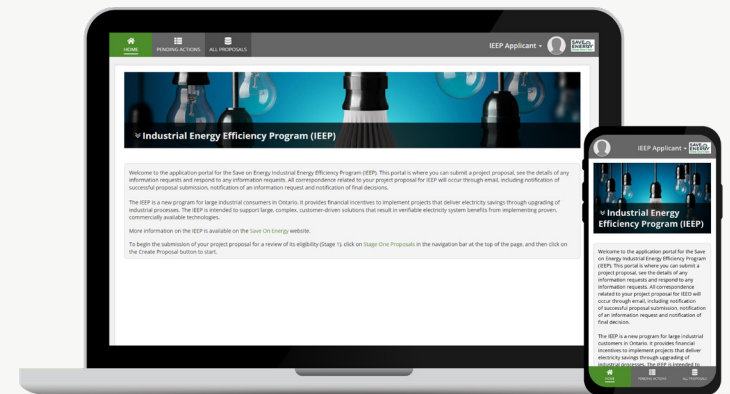 HOME PENDING ACTIONS ALL PROPOSALS IEEP Applicant SAVE ON ENERGY
Industrial Energy Efficiency Program (IEEP)
Welcome to the application portal for the Save on Energy Industrial Energy Efficiency Program (IEEP). This portal is where you can submit a project proposal, see the details of any
information requests and respond to any information requests. All correspondence related to your project proposal for IEEP will occur through email, including notification of
successful proposal submission, notification of an information request and notification of final decisions.
The IEEP is a new program for large industrial consumers in Ontario. It provides financial incentives to implement projects that deliver electricity savings through upgrading of
industrial processes. The IEEP is intended to support large, complex, customer-driven solutions that result in verifiable electricity system benefits from implementing proven,
commercially available technologies.
More information on the IEEP is available on the Save On Energy website.
To begin the submission of your project proposal for a review of its eligibility (Stage 1), click on Stage One Proposals in the navigation bar at the top of the page, and then click on
the Create Proposal button to start.
IEEP Applicant SAVE ON ENERGY
Industrial Energy
Efficiency Program (IEEP)
Welcome to the application portal for the Save
on Energy Industrial Energy Efficiency Program
(IEEP). This portal is where you can submit a
project proposal, see the details of any
information requests and respond to any
information requests. All correspondence
related to your project proposal for IEEO will
occur through email, including notification
of successful proposal submission, notification
of an information request and notification of
final decision.
The IEEP is a new program for large industrial
customers in Ontario. It provides financial
incentives to implement projects that deliver
electricity savings through upgrading of
industrial processes. The IEEP is intended to
HOME PENDING ACTIONS ALL PROPOSALS